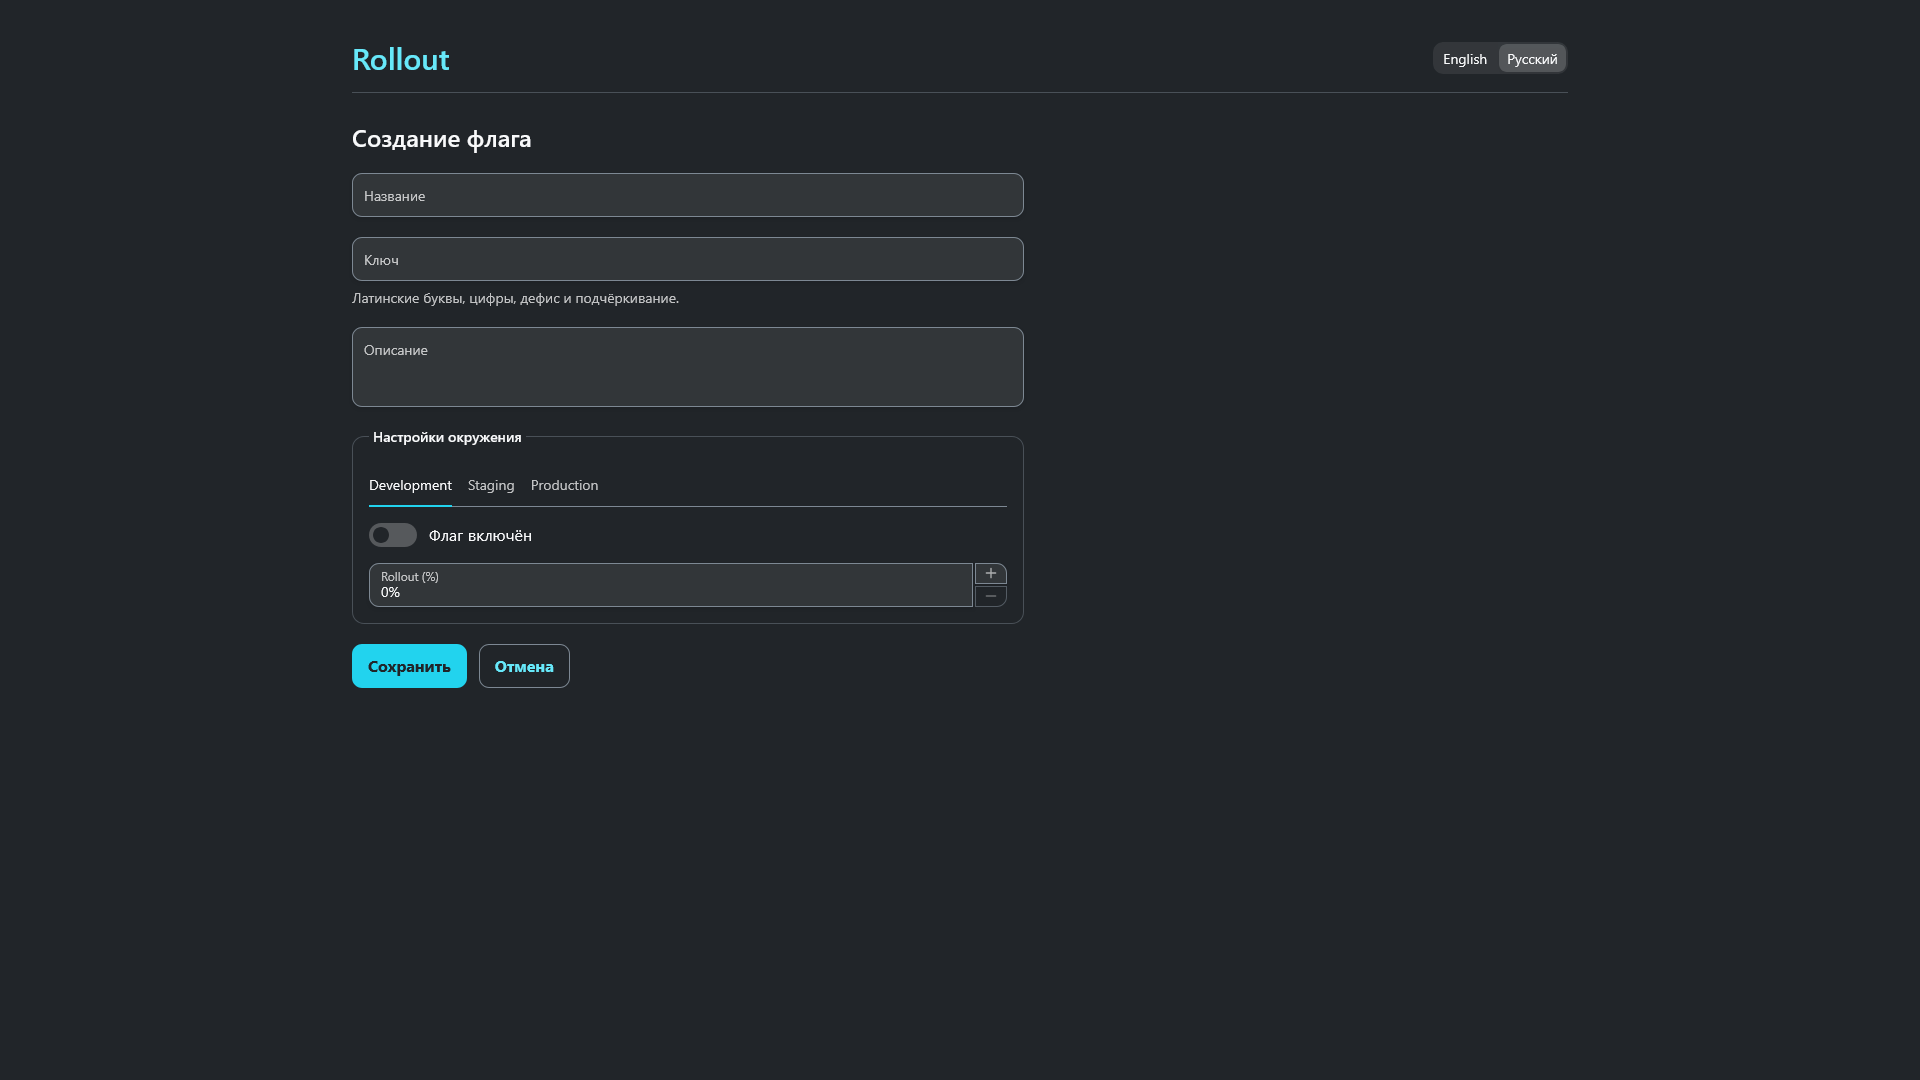 Rollout
English Русский
Создание флага
Название
Ключ
Латинские буквы, цифры, дефис и подчёркивание.
Описание
Настройки окружения
Development Staging Production
Флаг включён
Rollout (%)
0%
Сохранить Отмена